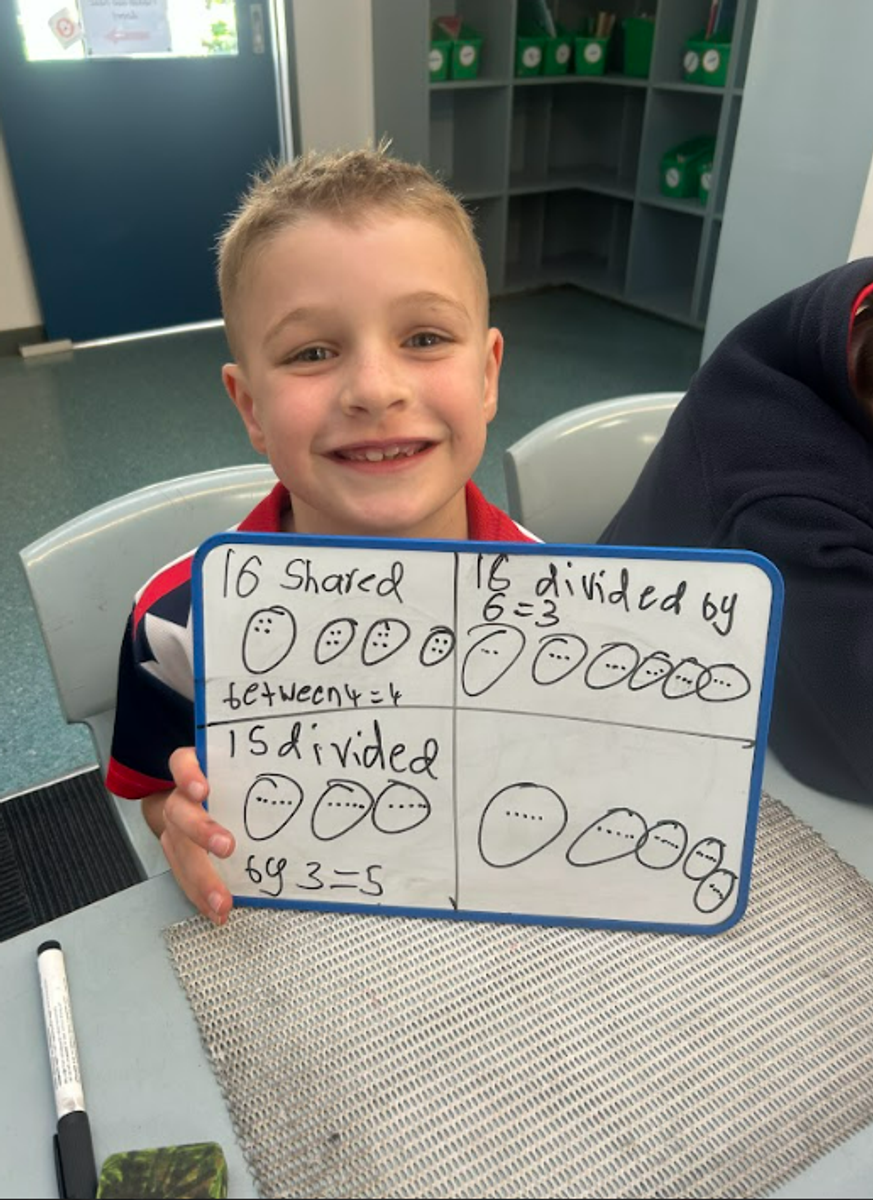 16 Shared
between 4 = 4
18 divided by
6 = 3
15 divided
by 3 = 5